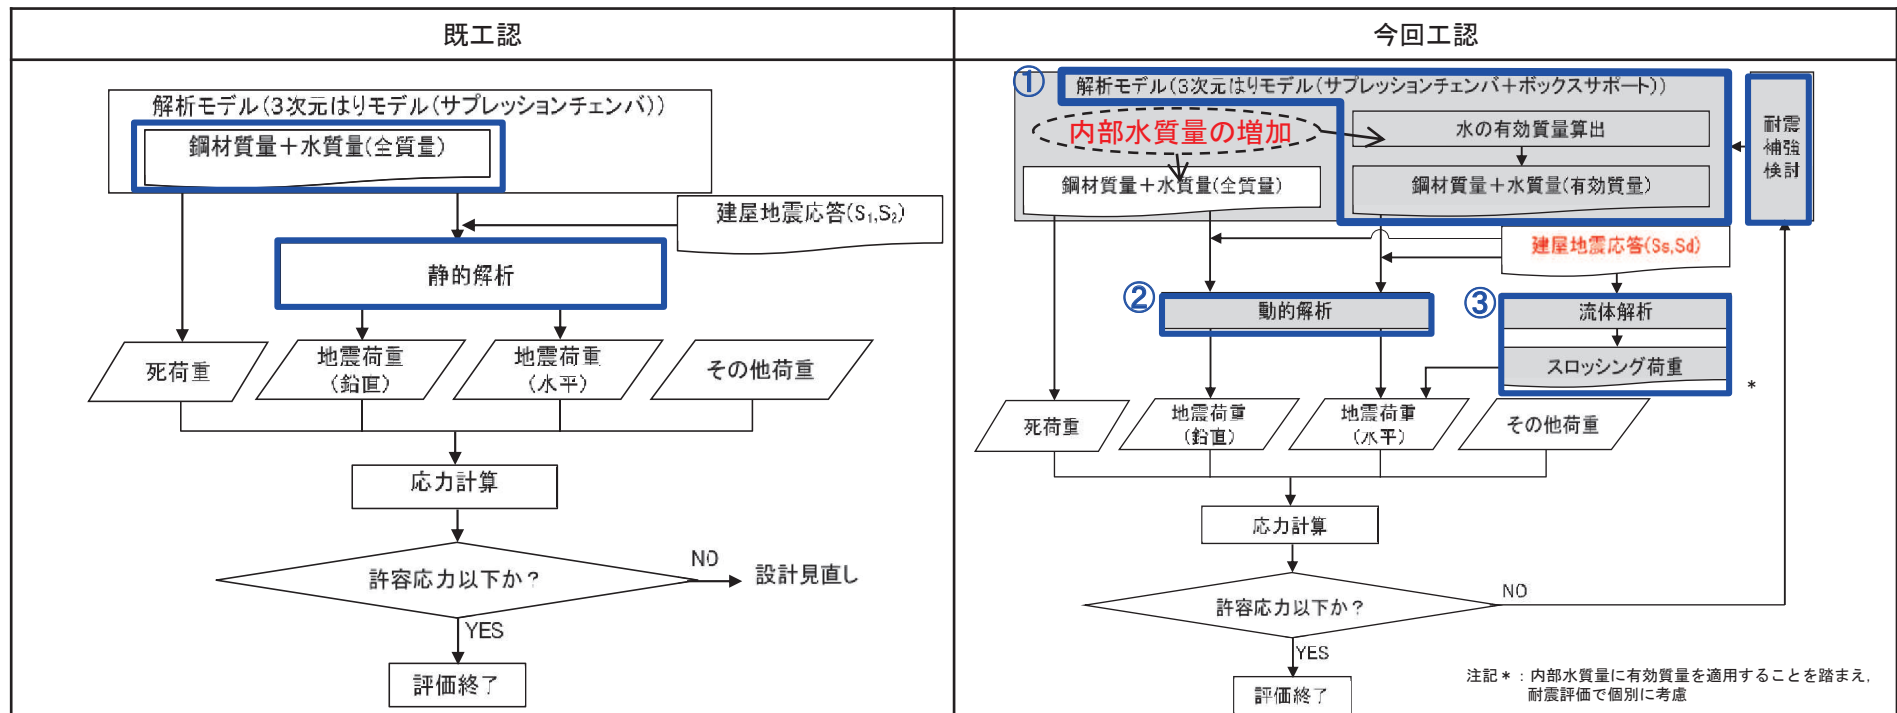 既工認
解析モデル(3次元はりモデル(サプレッションチェンバ))
鋼材質量＋水質量(全質量)
建屋地震応答(S₁,S₂)
静的解析
死荷重
地震荷重
(鉛直)
地震荷重
(水平)
その他荷重
応力計算
許容応力以下か？
NO
設計見直し
YES
評価終了
今回工認
①
解析モデル(3次元はりモデル(サプレッションチェンバ＋ボックスサポート))
内部水質量の増加
水の有効質量算出
鋼材質量＋水質量(全質量)
鋼材質量＋水質量(有効質量)
耐震
補強
検討
建屋地震応答(Ss,Sd)
②
動的解析
③
流体解析
スロッシング荷重
*
死荷重
地震荷重
(鉛直)
地震荷重
(水平)
その他荷重
応力計算
許容応力以下か？
NO
YES
評価終了
注記＊：内部水質量に有効質量を適用することを踏まえ，
耐震評価で個別に考慮